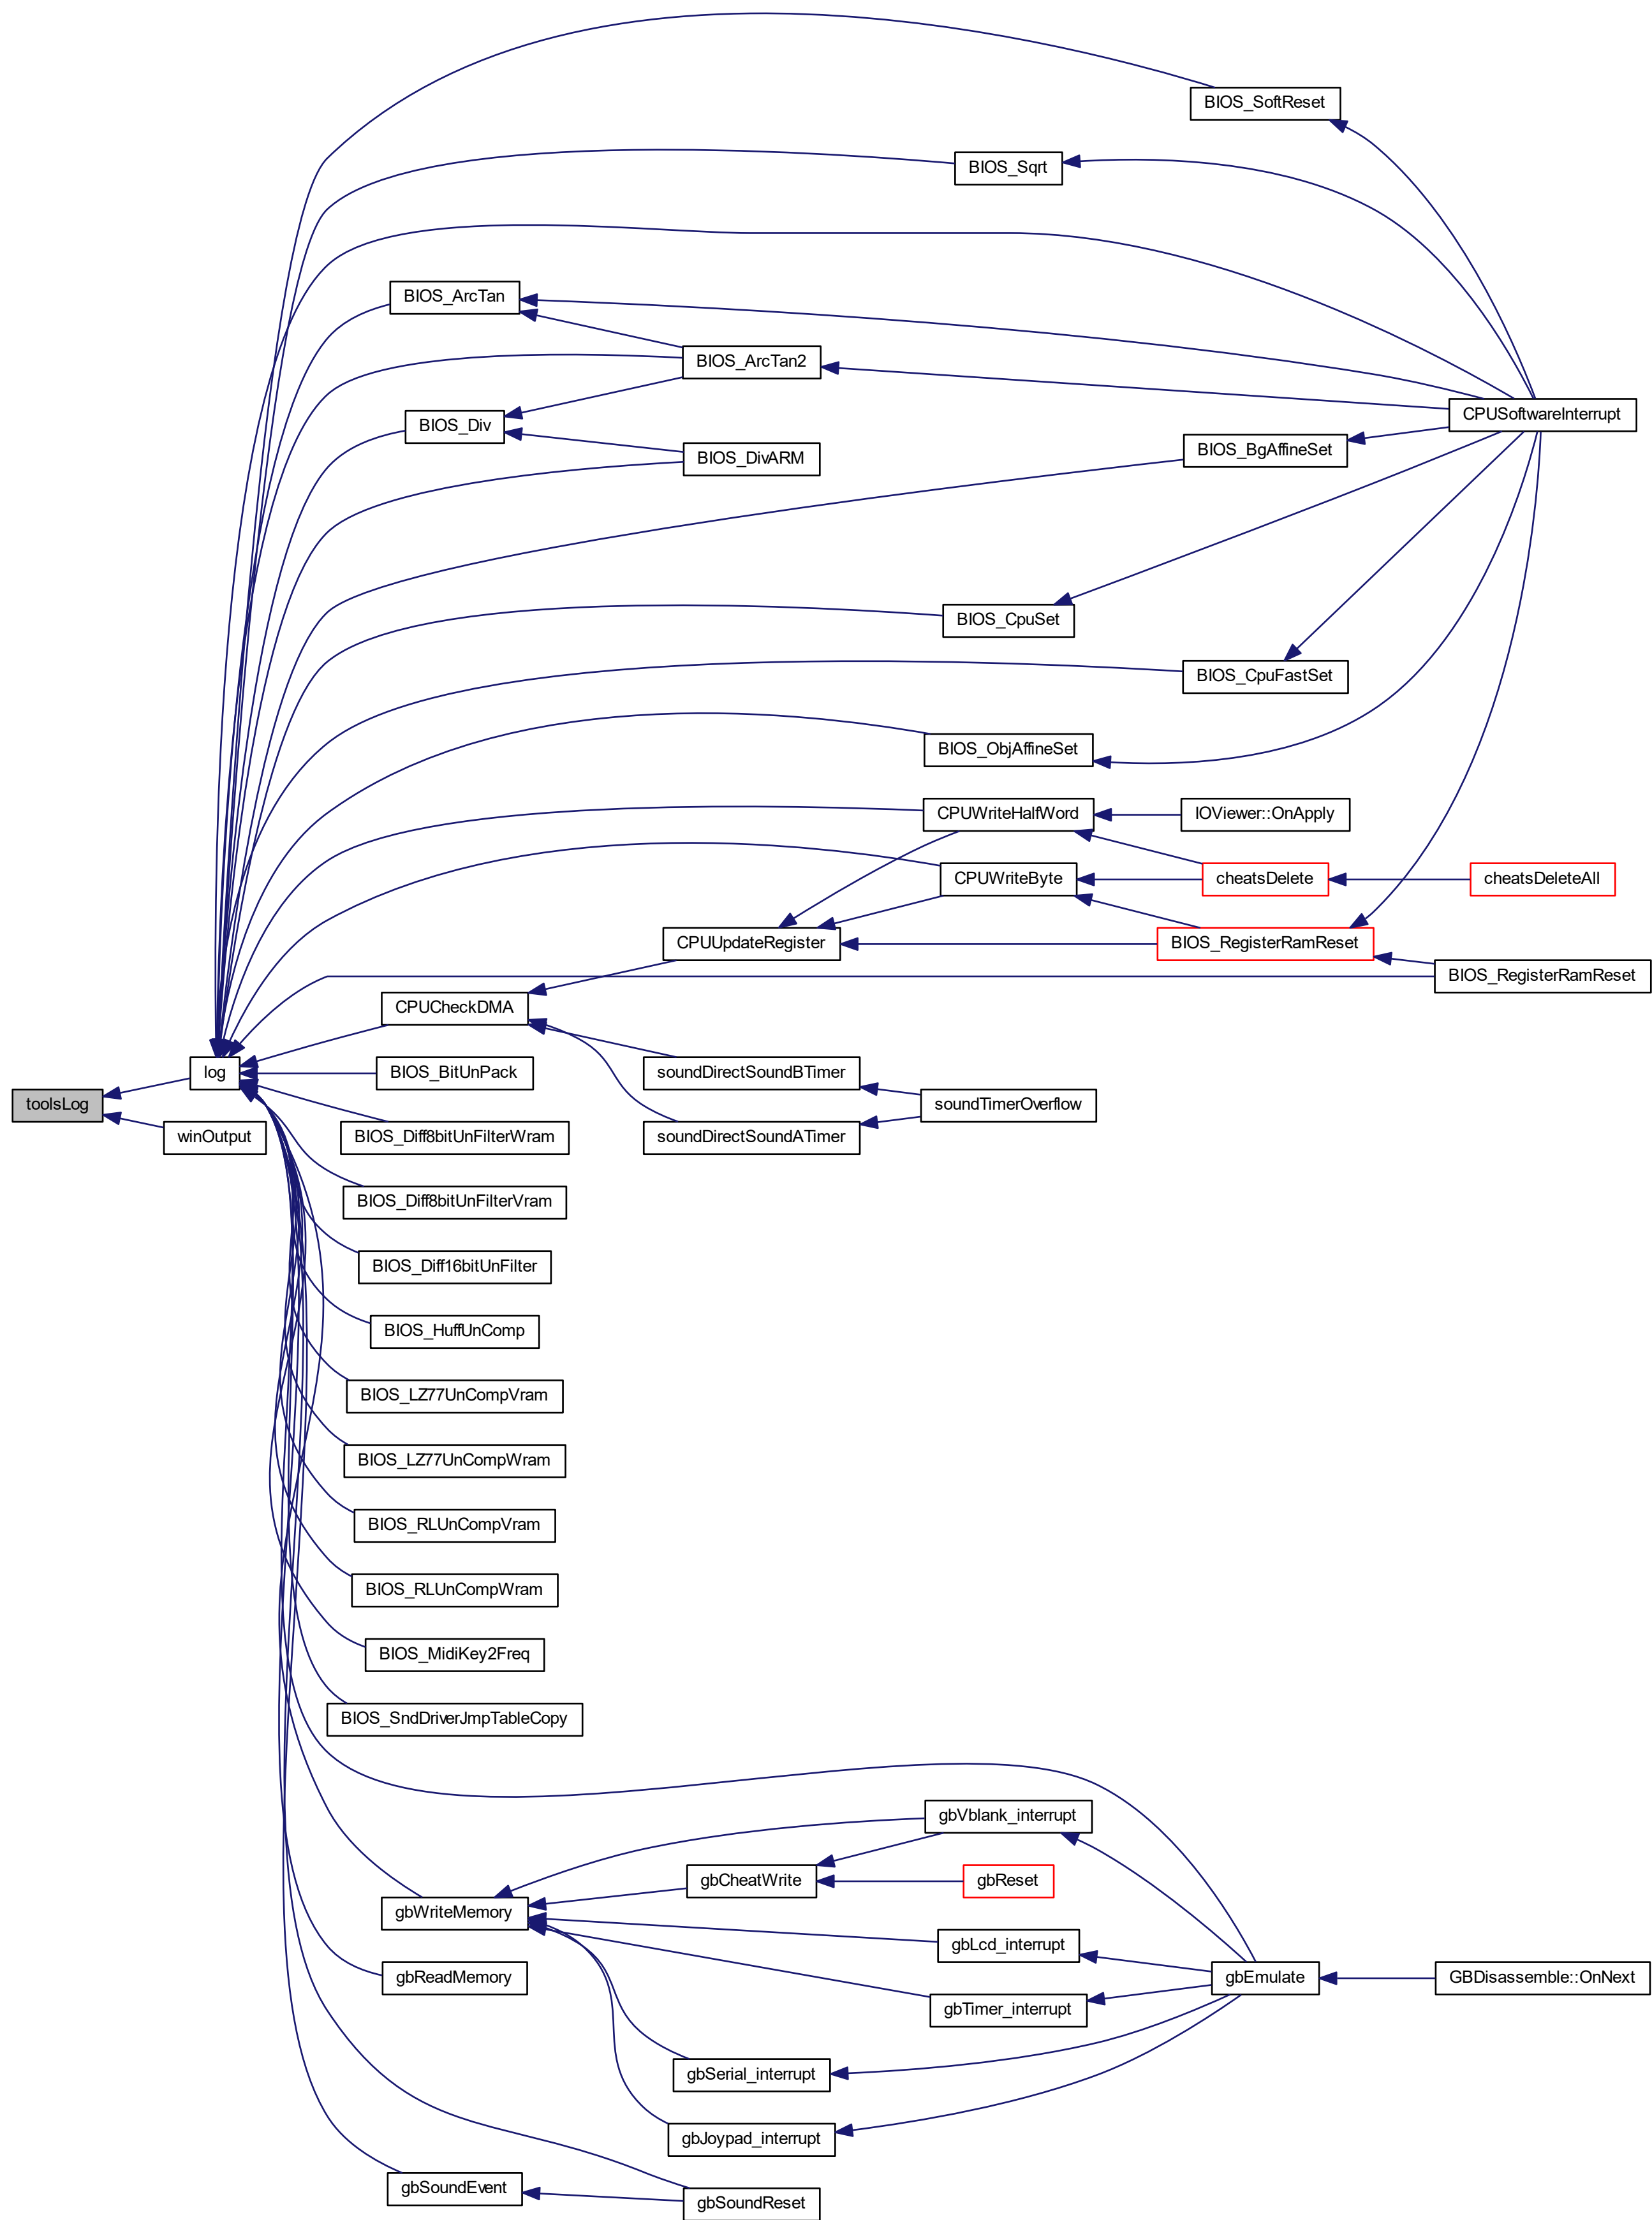 BIOS_SoftReset
BIOS_Sqrt
BIOS_ArcTan
BIOS_ArcTan2
CPUSoftwareInterrupt
BIOS_Div
BIOS_BgAffineSet
BIOS_DivARM
BIOS_CpuSet
BIOS_CpuFastSet
BIOS_ObjAffineSet
CPUWriteHalfWord
IOViewer::OnApply
CPUWriteByte
cheatsDelete
cheatsDeleteAll
CPUUpdateRegister
BIOS_RegisterRamReset
BIOS_RegisterRamReset
CPUCheckDMA
log
BIOS_BitUnPack
soundDirectSoundBTimer
toolsLog
soundTimerOverflow
winOutput
BIOS_Diff8bitUnFilterWram
soundDirectSoundATimer
BIOS_Diff8bitUnFilterVram
BIOS_Diff16bitUnFilter
BIOS_HuffUnComp
BIOS_LZ77UnCompVram
BIOS_LZ77UnCompWram
BIOS_RLUnCompVram
BIOS_RLUnCompWram
BIOS_MidiKey2Freq
BIOS_SndDriverJmpTableCopy
gbVblank_interrupt
gbCheatWrite
gbReset
gbWriteMemory
gbLcd_interrupt
gbReadMemory
gbEmulate
GBDisassemble::OnNext
gbTimer_interrupt
gbSerial_interrupt
gbJoypad_interrupt
gbSoundEvent
gbSoundReset